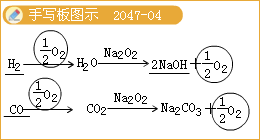 手写板图示 2047-04
H₂ —½O₂→ H₂O —Na₂O₂→ 2NaOH+½O₂
CO —½O₂→ CO₂ —Na₂O₂→ Na₂CO₃+½O₂